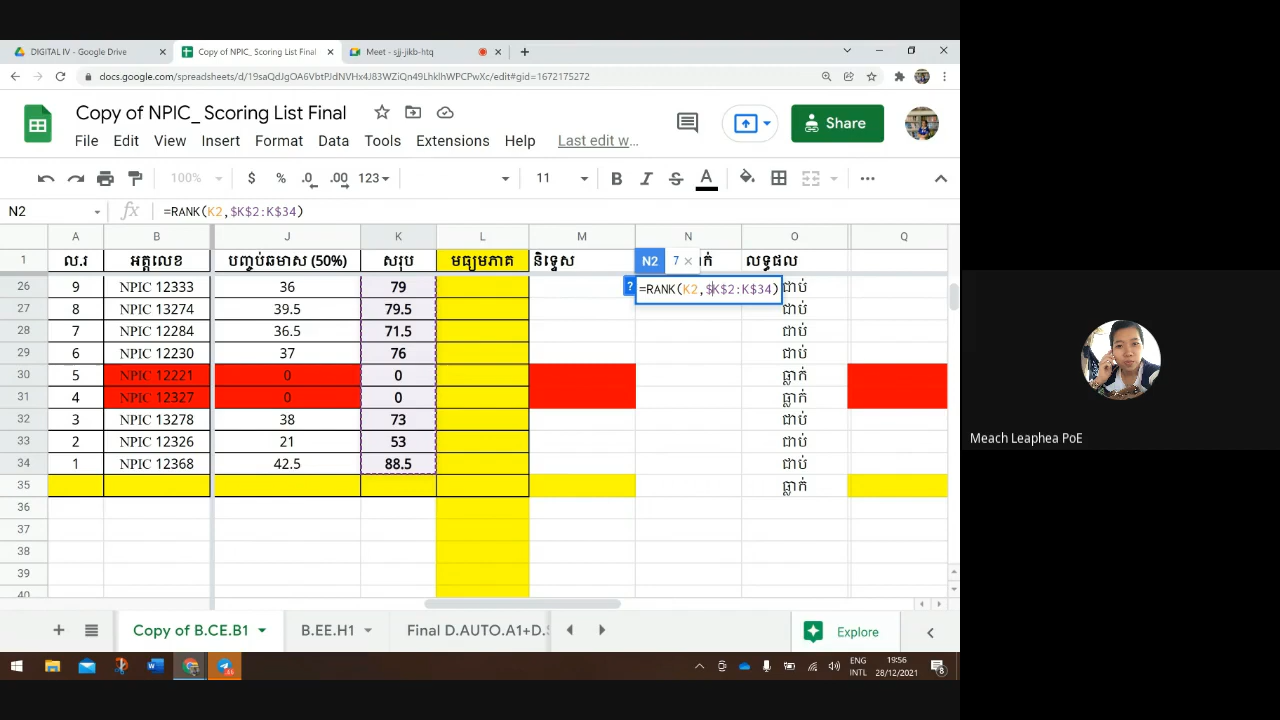 DIGITAL IV - Google Drive
Copy of NPIC_ Scoring List Final
Meet - sjj-jikb-htq
docs.google.com/spreadsheets/d/19saQdJgOA6VbtPJdNVHx4J83WZiQn49LhklhWPCPwXc/edit#gid=1672175272
Copy of NPIC_ Scoring List Final
Share
File Edit View Insert Format Data Tools Extensions Help Last edit w...
100% $ % .0 .00 123 11 B I S A
N2 fx =RANK(K2,$K$2:K$34)
A B J K L M N O Q
1 ល.រ អត្តលេខ បញ្ចប់ឆមាស (50%) សរុប មធ្យមភាគ និទ្ទេស N2 7 × លទ្ធផល
26 9 NPIC 12333 36 79 ? =RANK(K2,$K$2:K$34) ជាប់
27 8 NPIC 13274 39.5 79.5 ជាប់
28 7 NPIC 12284 36.5 71.5 ជាប់
29 6 NPIC 12230 37 76 ជាប់
30 5 NPIC 12221 0 0 ធ្លាក់
31 4 NPIC 12327 0 0 ធ្លាក់
32 3 NPIC 13278 38 73 ជាប់
33 2 NPIC 12326 21 53 ជាប់
34 1 NPIC 12368 42.5 88.5 ជាប់
35 ធ្លាក់
36
37
38
39
40
Copy of B.CE.B1 B.EE.H1 Final D.AUTO.A1+D. Explore
ENG
INTL
19:56
28/12/2021
Meach Leaphea PoE